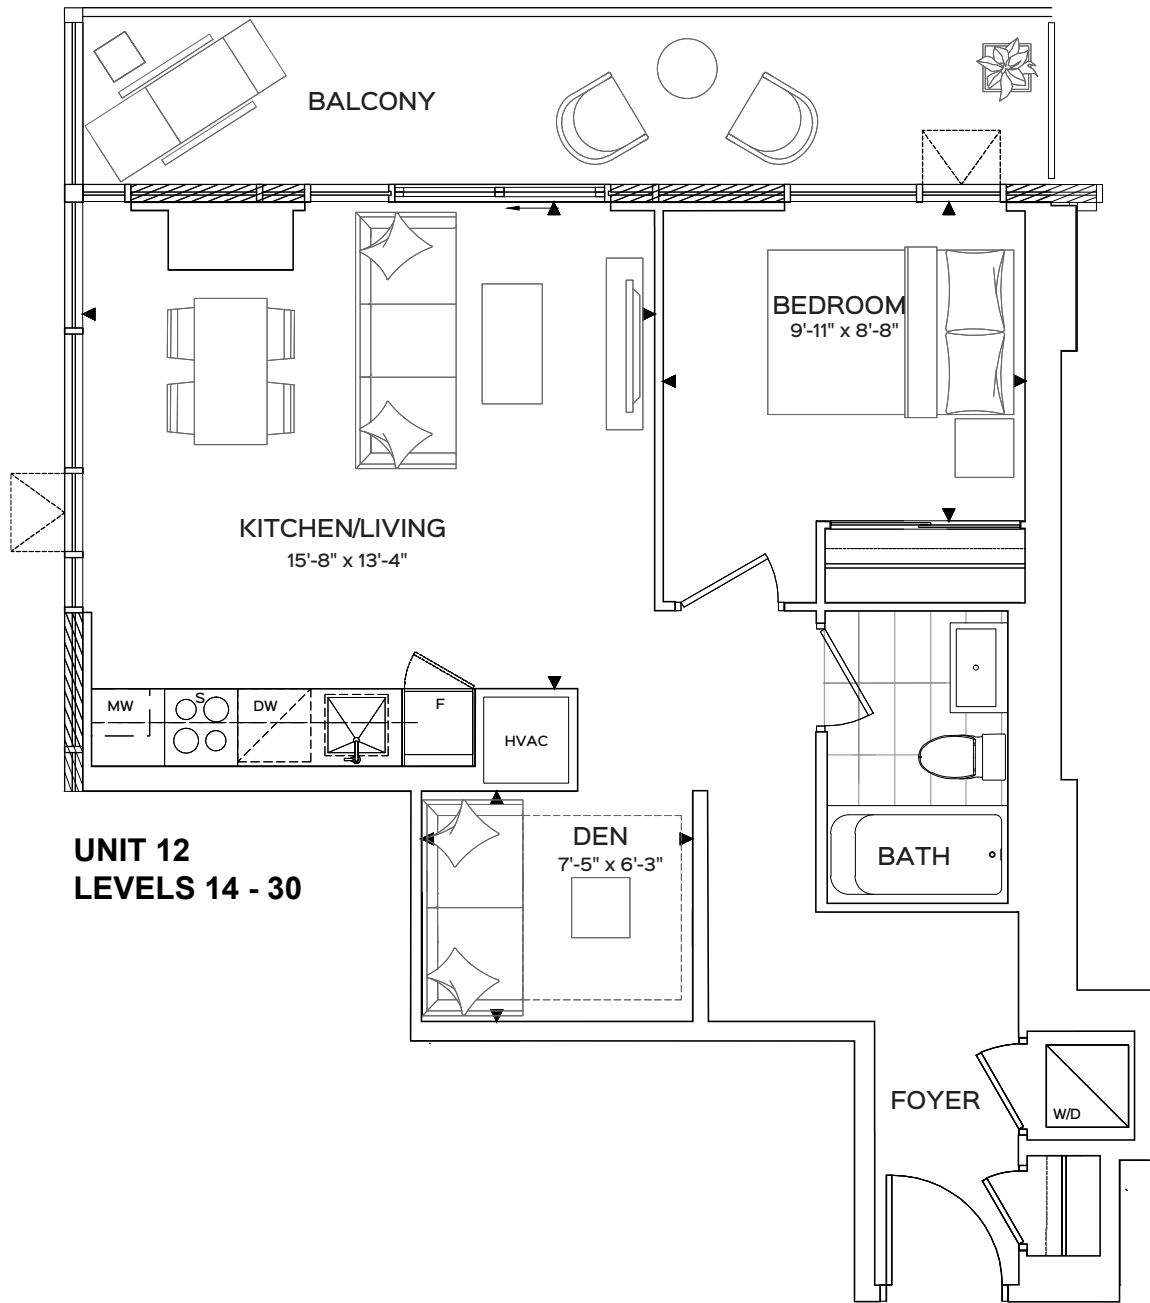 BALCONY
BEDROOM
9'-11" x 8'-8"
KITCHEN/LIVING
15'-8" x 13'-4"
MW
S
DW
F
HVAC
UNIT 12
LEVELS 14 - 30
DEN
7'-5" x 6'-3"
BATH
FOYER
W/D